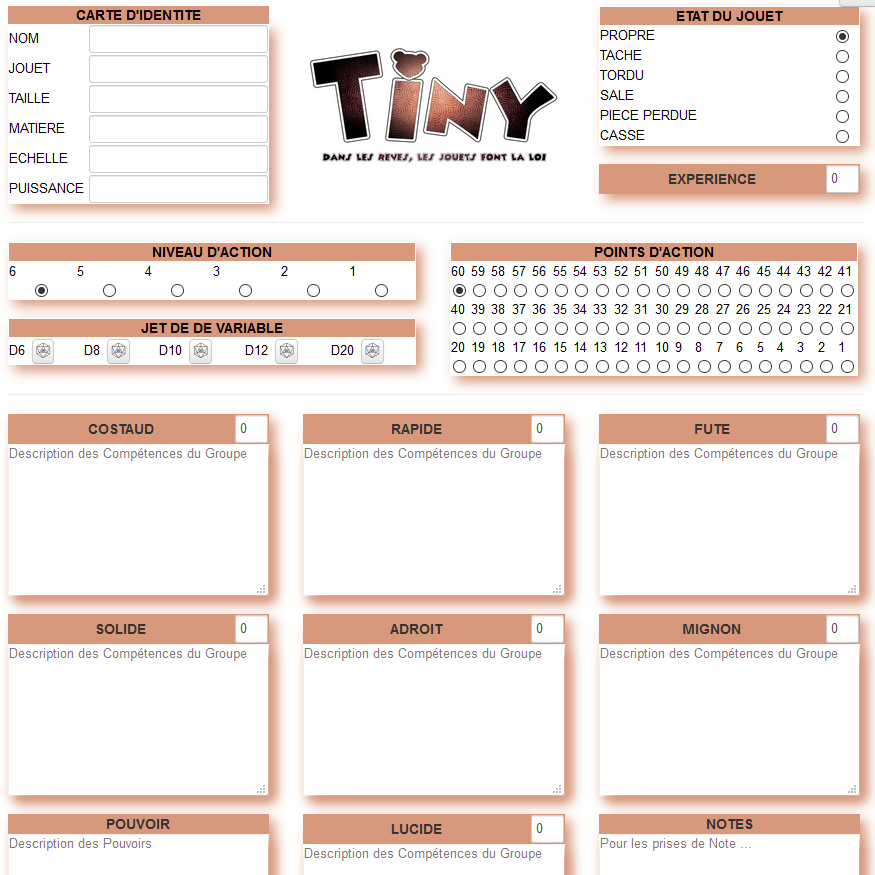 CARTE D'IDENTITE
NOM
JOUET
TAILLE
MATIERE
ECHELLE
PUISSANCE
TiNY
DANS LES REVES, LES JOUETS FONT LA LOI
ETAT DU JOUET
PROPRE
TACHE
TORDU
SALE
PIECE PERDUE
CASSE
EXPERIENCE 0
NIVEAU D'ACTION
6 5 4 3 2 1
JET DE DE VARIABLE
D6 D8 D10 D12 D20
POINTS D'ACTION
60 59 58 57 56 55 54 53 52 51 50 49 48 47 46 45 44 43 42 41
40 39 38 37 36 35 34 33 32 31 30 29 28 27 26 25 24 23 22 21
20 19 18 17 16 15 14 13 12 11 10 9 8 7 6 5 4 3 2 1
COSTAUD 0
Description des Compétences du Groupe
RAPIDE 0
Description des Compétences du Groupe
FUTE 0
Description des Compétences du Groupe
SOLIDE 0
Description des Compétences du Groupe
ADROIT 0
Description des Compétences du Groupe
MIGNON 0
Description des Compétences du Groupe
POUVOIR
Description des Pouvoirs
LUCIDE 0
Description des Compétences du Groupe
NOTES
Pour les prises de Note ...